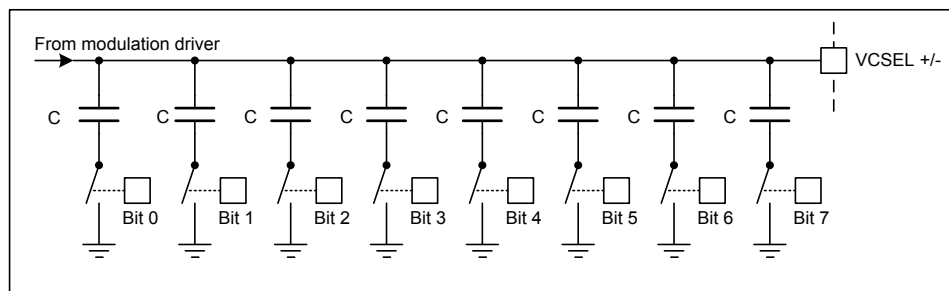 From modulation driver
VCSEL +/-
C C C C C C C C
Bit 0 Bit 1 Bit 2 Bit 3 Bit 4 Bit 5 Bit 6 Bit 7